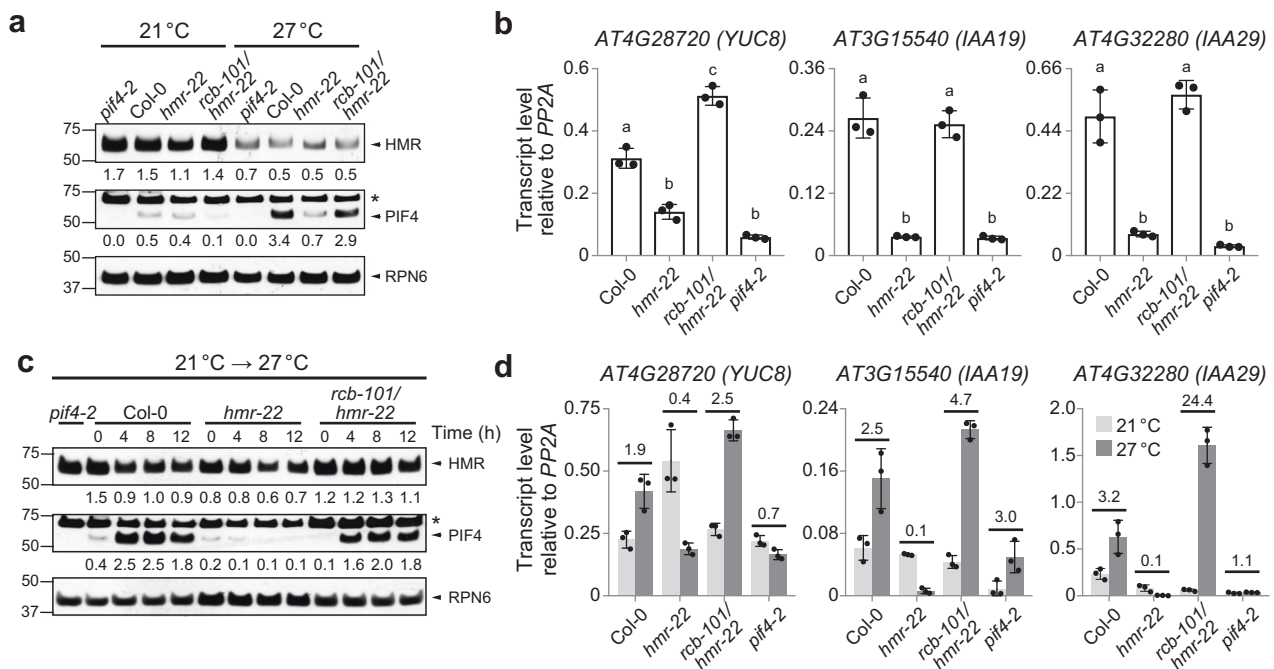 a
21 °C 27 °C
pif4-2 Col-0 hmr-22 rcb-101/ hmr-22 pif4-2 Col-0 hmr-22 rcb-101/ hmr-22
75
HMR
50
1.7 1.5 1.1 1.4 0.7 0.5 0.5 0.5
75
*
PIF4
50
0.0 0.5 0.4 0.1 0.0 3.4 0.7 2.9
50
RPN6
37
b
Transcript level
relative to PP2A
AT4G28720 (YUC8)
0.6
0.4
0.2
0
a b c b
Col-0 hmr-22 rcb-101/ hmr-22 pif4-2
AT3G15540 (IAA19)
0.36
0.24
0.12
0
a b a b
Col-0 hmr-22 rcb-101/ hmr-22 pif4-2
AT4G32280 (IAA29)
0.66
0.44
0.22
0
a b a b
Col-0 hmr-22 rcb-101/ hmr-22 pif4-2
c
21 °C → 27 °C
pif4-2 Col-0 hmr-22 rcb-101/
hmr-22
0 4 8 12 0 4 8 12 0 4 8 12 Time (h)
75
HMR
50
1.5 0.9 1.0 0.9 0.8 0.8 0.6 0.7 1.2 1.2 1.3 1.1
75
*
PIF4
50
0.4 2.5 2.5 1.8 0.2 0.1 0.1 0.1 0.1 1.6 2.0 1.8
50
RPN6
37
d
Transcript level
relative to PP2A
AT4G28720 (YUC8)
0.75
0.50
0.25
0
1.9 0.4 2.5 0.7
Col-0 hmr-22 rcb-101/ hmr-22 pif4-2
AT3G15540 (IAA19)
0.24
0.16
0.08
0
2.5 0.1 4.7 3.0
Col-0 hmr-22 rcb-101/ hmr-22 pif4-2
AT4G32280 (IAA29)
2.0
1.5
1.0
0.5
0
3.2 0.1 24.4 1.1
21 °C
27 °C
Col-0 hmr-22 rcb-101/ hmr-22 pif4-2